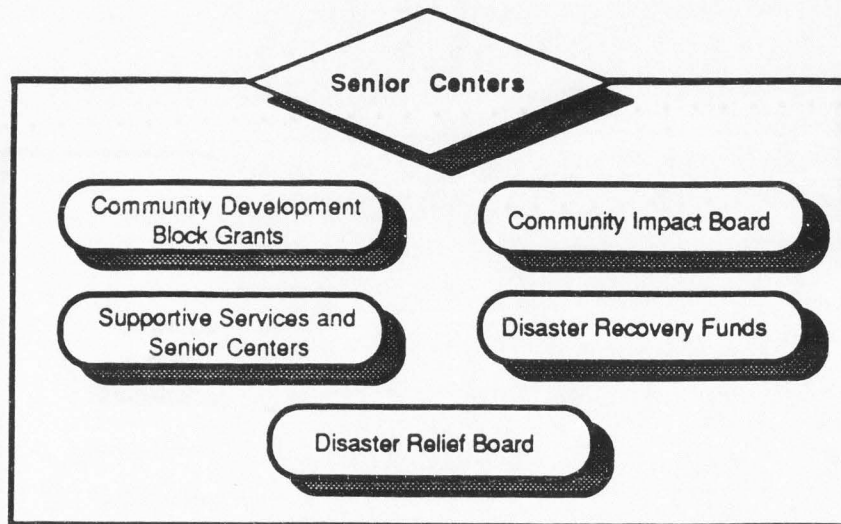 Senior Centers
Community Development
Block Grants
Community Impact Board
Supportive Services and
Senior Centers
Disaster Recovery Funds
Disaster Relief Board